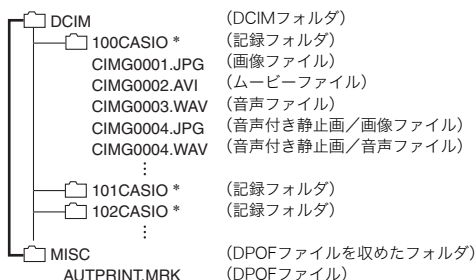 DCIM (DCIMフォルダ)
100CASIO * (記録フォルダ)
CIMG0001.JPG (画像ファイル)
CIMG0002.AVI (ムービーファイル)
CIMG0003.WAV (音声ファイル)
CIMG0004.JPG (音声付き静止画/画像ファイル)
CIMG0004.WAV (音声付き静止画/音声ファイル)
⋮
101CASIO * (記録フォルダ)
102CASIO * (記録フォルダ)
⋮
MISC (DPOFファイルを収めたフォルダ)
AUTPRINT.MRK (DPOFファイル)